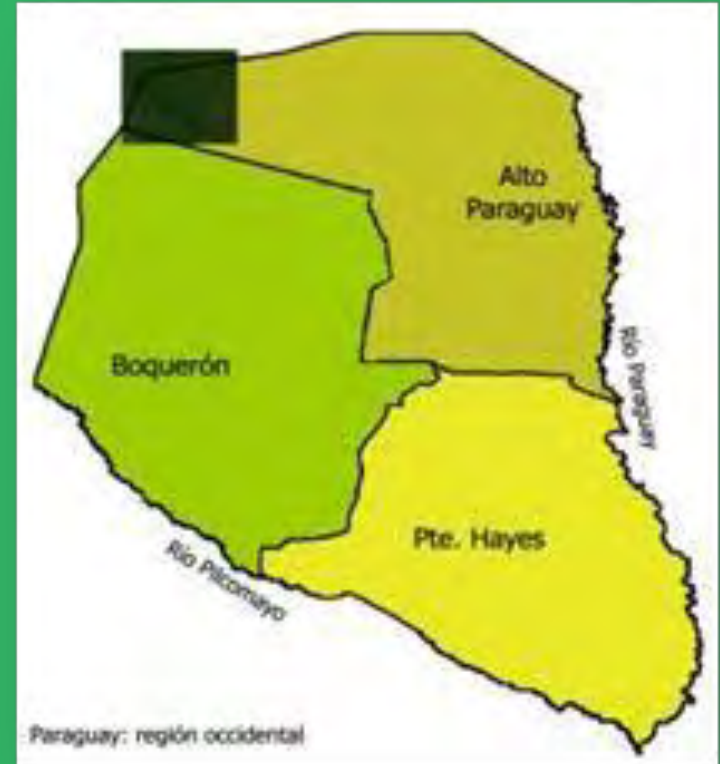 Alto
Paraguay
Boquerón
Río Paraguay
Pte. Hayes
Río Pilcomayo
Paraguay: región occidental